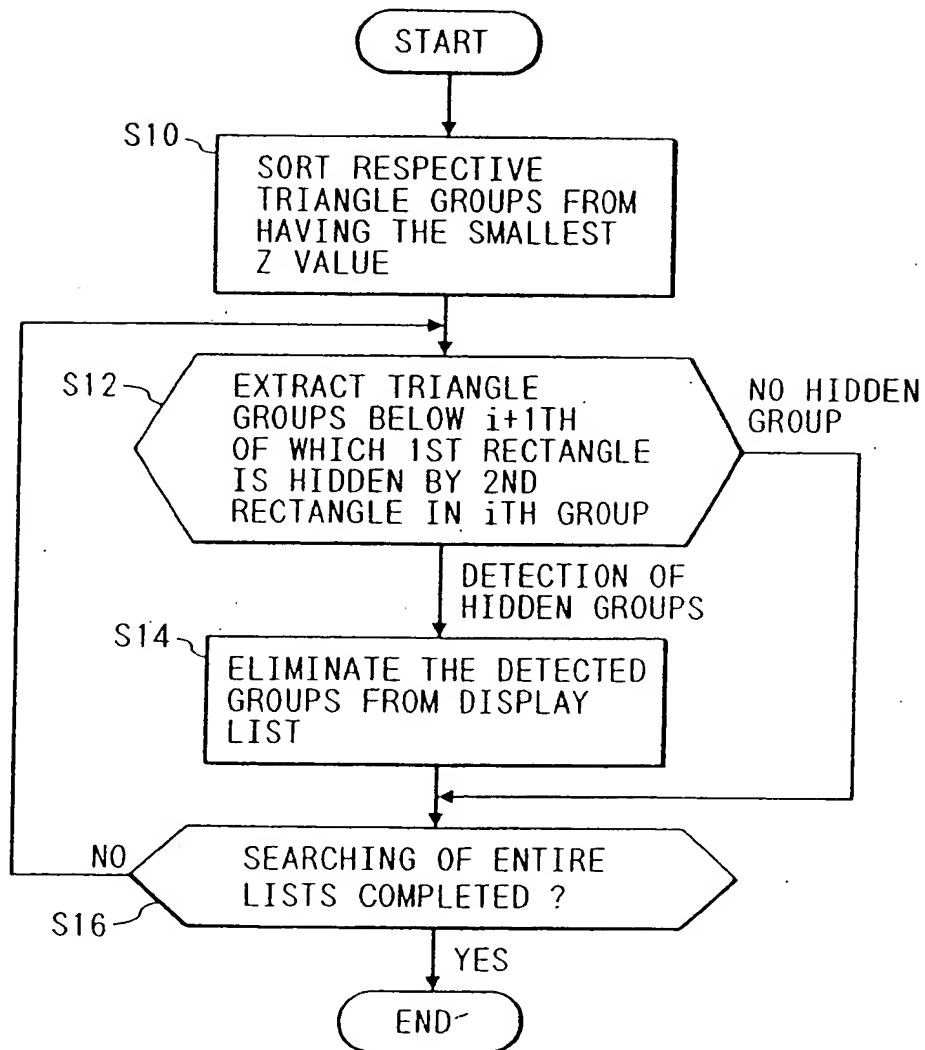 START
S10
SORT RESPECTIVE
TRIANGLE GROUPS FROM
HAVING THE SMALLEST
Z VALUE
S12
EXTRACT TRIANGLE
GROUPS BELOW i+1TH
OF WHICH 1ST RECTANGLE
IS HIDDEN BY 2ND
RECTANGLE IN iTH GROUP
NO HIDDEN
GROUP
DETECTION OF
HIDDEN GROUPS
S14
ELIMINATE THE DETECTED
GROUPS FROM DISPLAY
LIST
NO
SEARCHING OF ENTIRE
LISTS COMPLETED ?
S16
YES
END